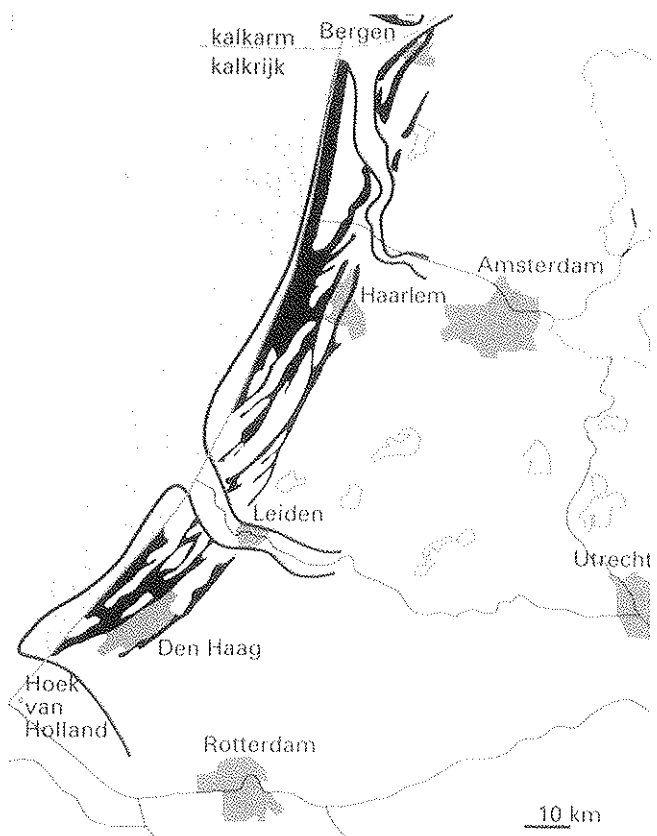 kalkarm
kalkrijk
Bergen
Amsterdam
Haarlem
Leiden
Utrecht
Den Haag
Hoek
van
Holland
Rotterdam
10 km